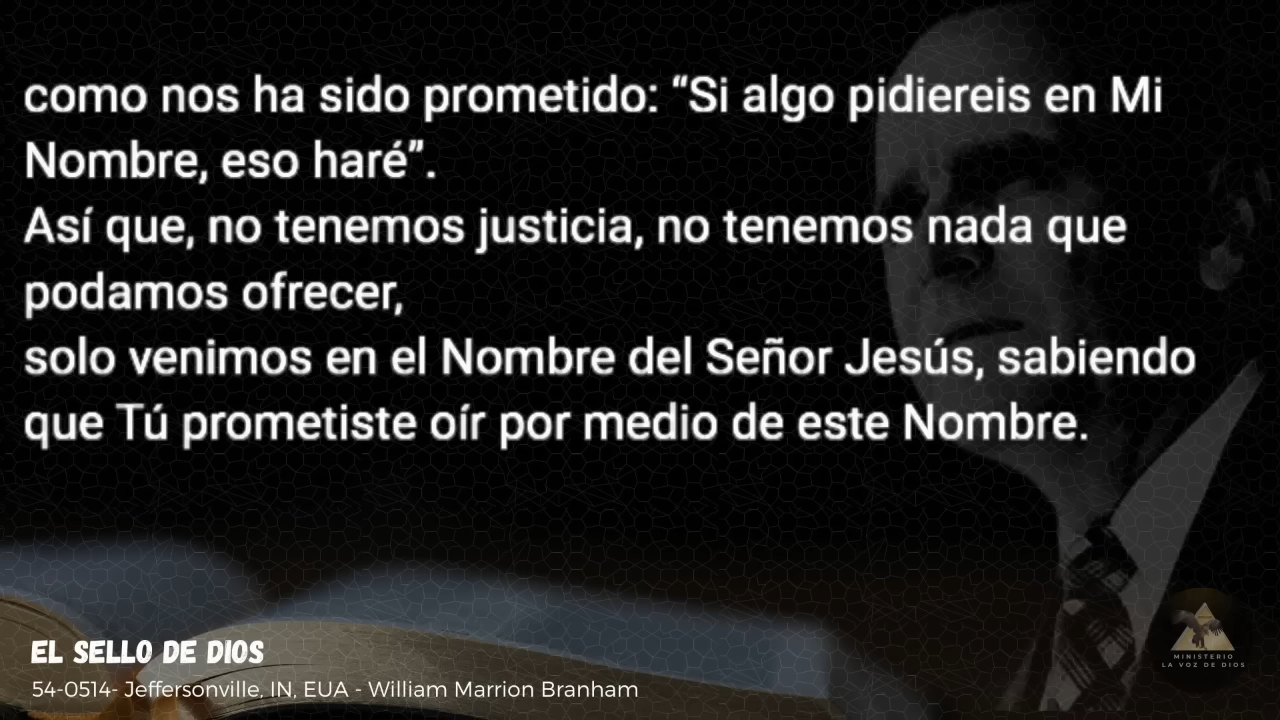 como nos ha sido prometido: “Si algo pidiereis en Mi
Nombre, eso haré”.
Así que, no tenemos justicia, no tenemos nada que
podamos ofrecer,
solo venimos en el Nombre del Señor Jesús, sabiendo
que Tú prometiste oír por medio de este Nombre.
EL SELLO DE DIOS
54-0514- Jeffersonville, IN, EUA - William Marrion Branham
MINISTERIO
LA VOZ DE DIOS